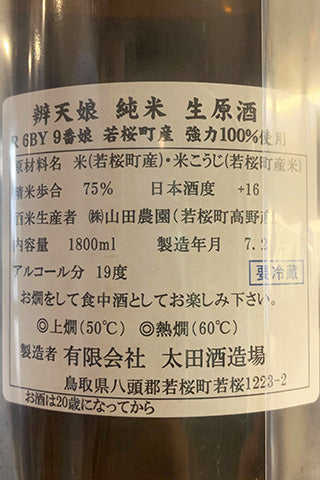 辨天娘 純米 生原酒
R 6BY 9番娘 若桜町産 強力100%使用
原材料名 米(若桜町産)・米こうじ(若桜町産米)
精米歩合 75% 日本酒度 +16
酒米生産者 ㈱山田農園(若桜町高野
内容量 1800ml 製造年月 7.2
アルコール分 19度 要冷蔵
お燗をして食中酒としてお楽しみ下さい。
◎上燗(50℃) ◎熱燗(60℃)
製造者 有限会社 太田酒造場
鳥取県八頭郡若桜町若桜1223-2
お酒は20歳になってから